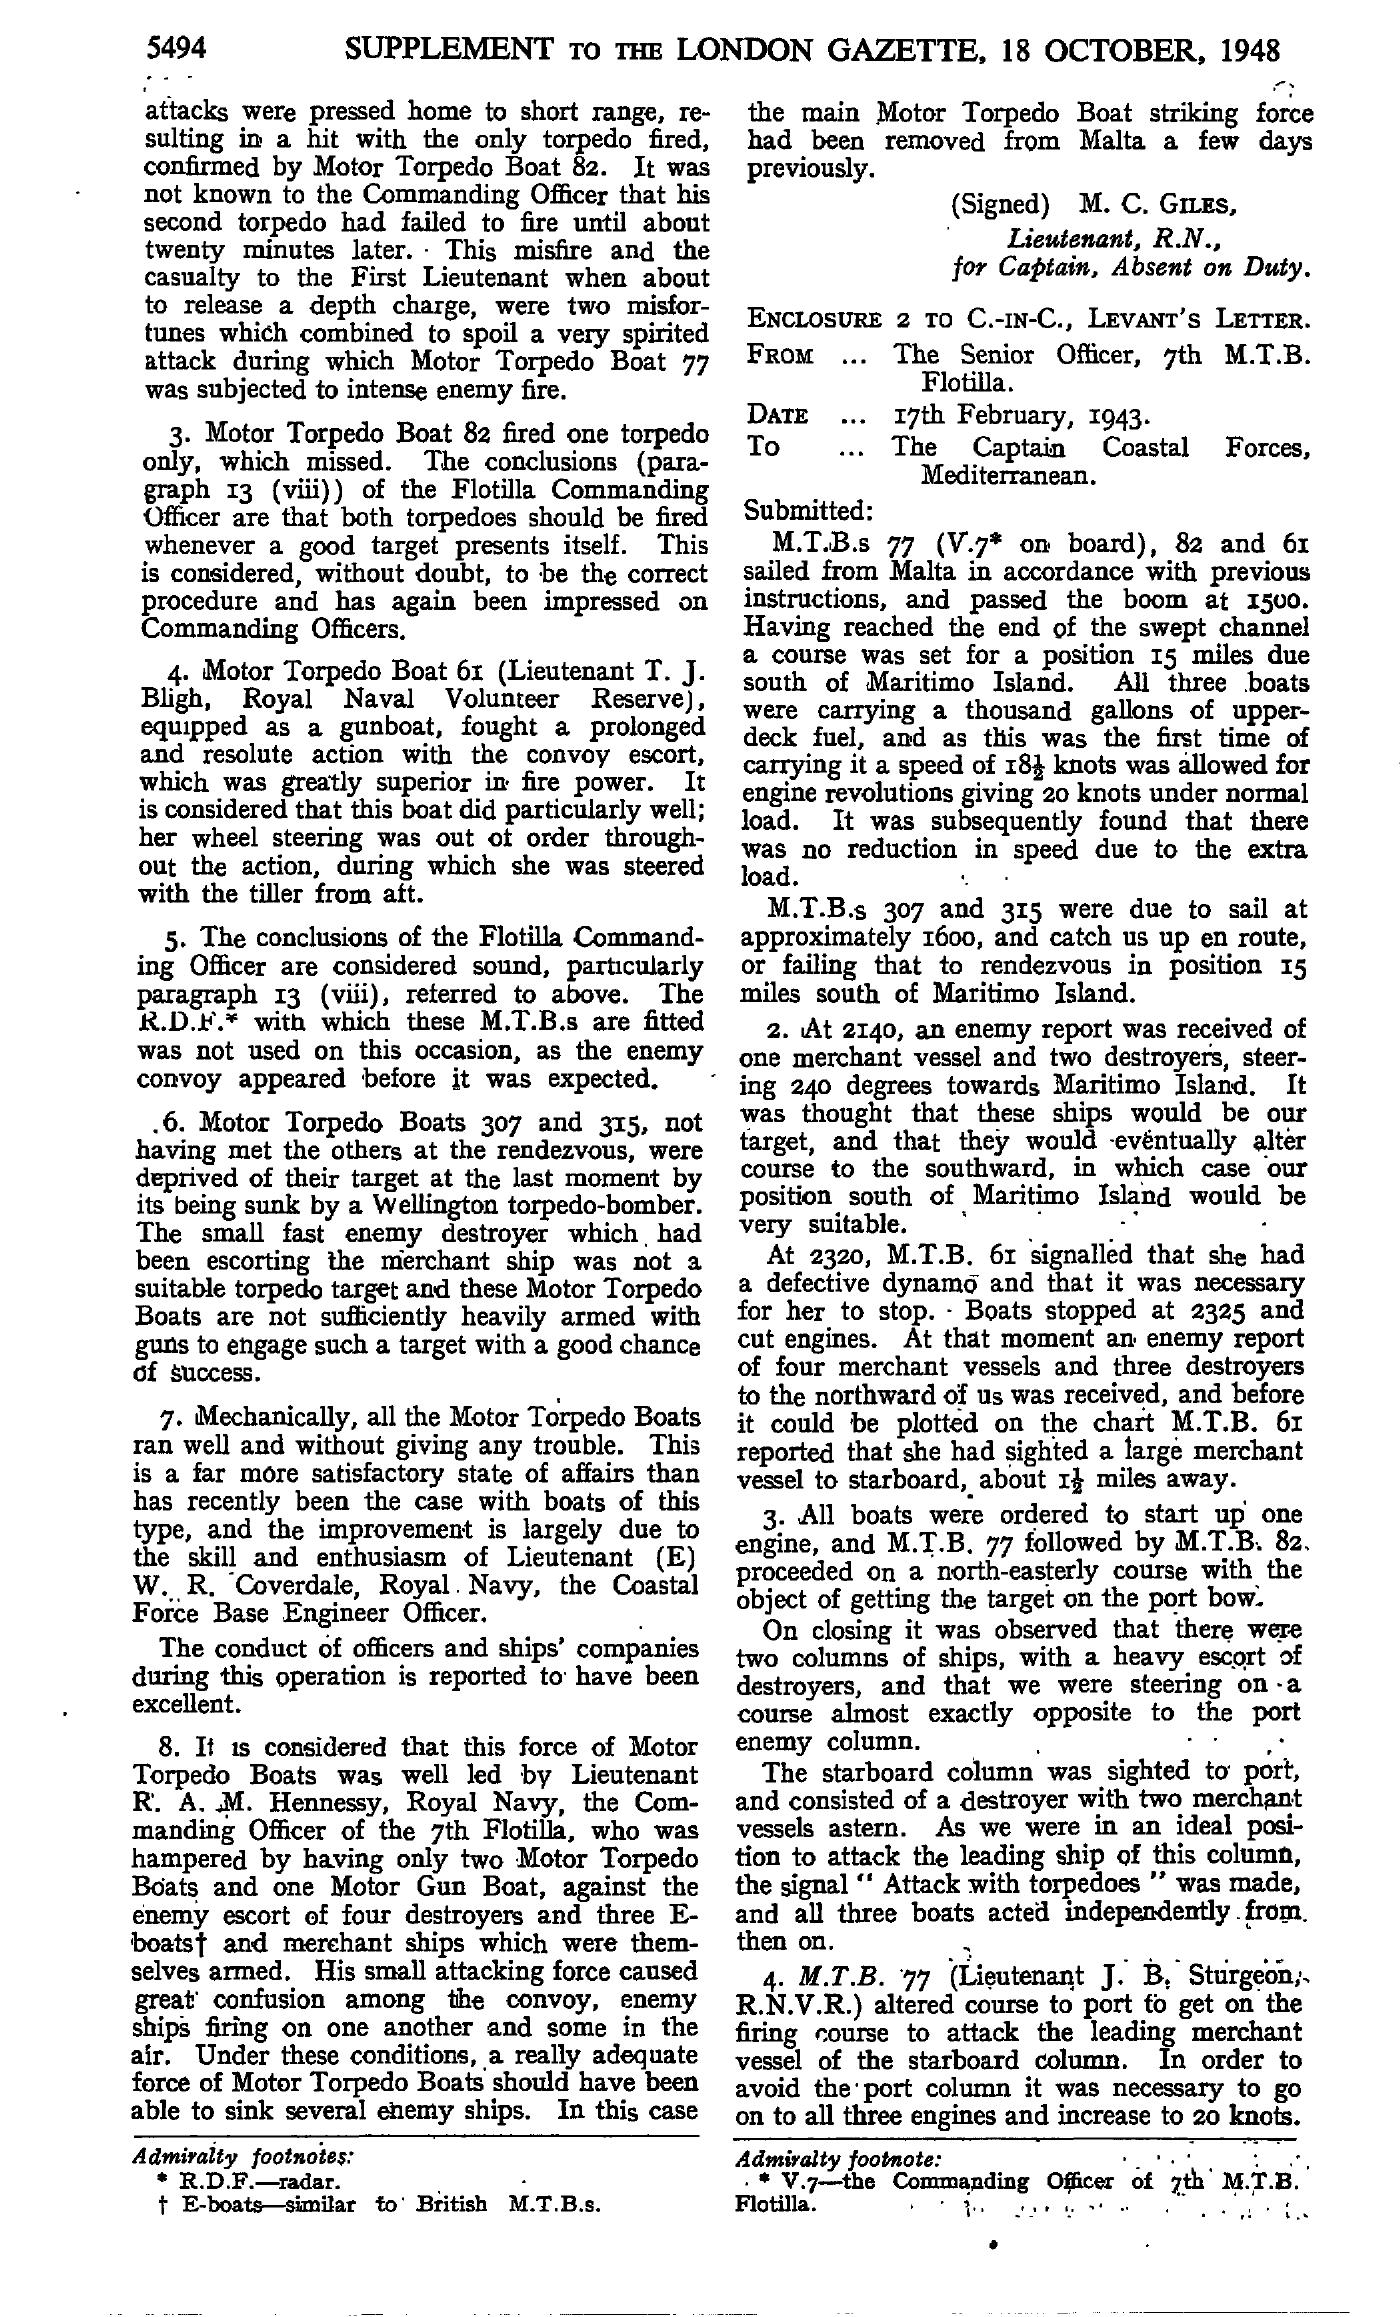 5494 SUPPLEMENT TO THE LONDON GAZETTE, 18 OCTOBER, 1948
attacks were pressed home to short range, re-
sulting in a hit with the only torpedo fired,
confirmed by Motor Torpedo Boat 82. It was
not known to the Commanding Officer that his
second torpedo had failed to fire until about
twenty minutes later. This misfire and the
casualty to the First Lieutenant when about
to release a depth charge, were two misfor-
tunes which combined to spoil a very spirited
attack during which Motor Torpedo Boat 77
was subjected to intense enemy fire.
3. Motor Torpedo Boat 82 fired one torpedo
only, which missed. The conclusions (para-
graph 13 (viii)) of the Flotilla Commanding
Officer are that both torpedoes should be fired
whenever a good target presents itself. This
is considered, without doubt, to be the correct
procedure and has again been impressed on
Commanding Officers.
4. Motor Torpedo Boat 61 (Lieutenant T. J.
Bligh, Royal Naval Volunteer Reserve),
equipped as a gunboat, fought a prolonged
and resolute action with the convoy escort,
which was greatly superior in fire power. It
is considered that this boat did particularly well;
her wheel steering was out of order through-
out the action, during which she was steered
with the tiller from aft.
5. The conclusions of the Flotilla Command-
ing Officer are considered sound, particularly
paragraph 13 (viii), referred to above. The
R.D.F.* with which these M.T.B.s are fitted
was not used on this occasion, as the enemy
convoy appeared before it was expected.
6. Motor Torpedo Boats 307 and 315, not
having met the others at the rendezvous, were
deprived of their target at the last moment by
its being sunk by a Wellington torpedo-bomber.
The small fast enemy destroyer which had
been escorting the merchant ship was not a
suitable torpedo target and these Motor Torpedo
Boats are not sufficiently heavily armed with
guns to engage such a target with a good chance
of success.
7. Mechanically, all the Motor Torpedo Boats
ran well and without giving any trouble. This
is a far more satisfactory state of affairs than
has recently been the case with boats of this
type, and the improvement is largely due to
the skill and enthusiasm of Lieutenant (E)
W. R. Coverdale, Royal Navy, the Coastal
Force Base Engineer Officer.
The conduct of officers and ships' companies
during this operation is reported to have been
excellent.
8. It is considered that this force of Motor
Torpedo Boats was well led by Lieutenant
R. A. M. Hennessy, Royal Navy, the Com-
manding Officer of the 7th Flotilla, who was
hampered by having only two Motor Torpedo
Boats and one Motor Gun Boat, against the
enemy escort of four destroyers and three E-
boats† and merchant ships which were them-
selves armed. His small attacking force caused
great confusion among the convoy, enemy
ships firing on one another and some in the
air. Under these conditions, a really adequate
force of Motor Torpedo Boats should have been
able to sink several enemy ships. In this case
Admiralty footnotes:
* R.D.F.—radar.
† E-boats—similar to British M.T.B.s.
the main Motor Torpedo Boat striking force
had been removed from Malta a few days
previously.
(Signed) M. C. GILES,
Lieutenant, R.N.,
for Captain, Absent on Duty.
ENCLOSURE 2 TO C.-IN-C., LEVANT'S LETTER.
FROM ... The Senior Officer, 7th M.T.B.
Flotilla.
DATE ... 17th February, 1943.
To ... The Captain Coastal Forces,
Mediterranean.
Submitted:
M.T.B.s 77 (V.7* on board), 82 and 61
sailed from Malta in accordance with previous
instructions, and passed the boom at 1500.
Having reached the end of the swept channel
a course was set for a position 15 miles due
south of Maritimo Island. All three boats
were carrying a thousand gallons of upper-
deck fuel, and as this was the first time of
carrying it a speed of 18½ knots was allowed for
engine revolutions giving 20 knots under normal
load. It was subsequently found that there
was no reduction in speed due to the extra
load.
M.T.B.s 307 and 315 were due to sail at
approximately 1600, and catch us up en route,
or failing that to rendezvous in position 15
miles south of Maritimo Island.
2. At 2140, an enemy report was received of
one merchant vessel and two destroyers, steer-
ing 240 degrees towards Maritimo Island. It
was thought that these ships would be our
target, and that they would eventually alter
course to the southward, in which case our
position south of Maritimo Island would be
very suitable.
At 2320, M.T.B. 61 signalled that she had
a defective dynamo and that it was necessary
for her to stop. Boats stopped at 2325 and
cut engines. At that moment an enemy report
of four merchant vessels and three destroyers
to the northward of us was received, and before
it could be plotted on the chart M.T.B. 61
reported that she had sighted a large merchant
vessel to starboard, about 1½ miles away.
3. All boats were ordered to start up one
engine, and M.T.B. 77 followed by M.T.B. 82
proceeded on a north-easterly course with the
object of getting the target on the port bow.
On closing it was observed that there were
two columns of ships, with a heavy escort of
destroyers, and that we were steering on a
course almost exactly opposite to the port
enemy column.
The starboard column was sighted to port,
and consisted of a destroyer with two merchant
vessels astern. As we were in an ideal posi-
tion to attack the leading ship of this column,
the signal " Attack with torpedoes " was made,
and all three boats acted independently from
then on.
4. M.T.B. 77 (Lieutenant J. B. Sturgeon,
R.N.V.R.) altered course to port to get on the
firing course to attack the leading merchant
vessel of the starboard column. In order to
avoid the port column it was necessary to go
on to all three engines and increase to 20 knots.
Admiralty footnote:
* V.7—the Commanding Officer of 7th M.T.B.
Flotilla.